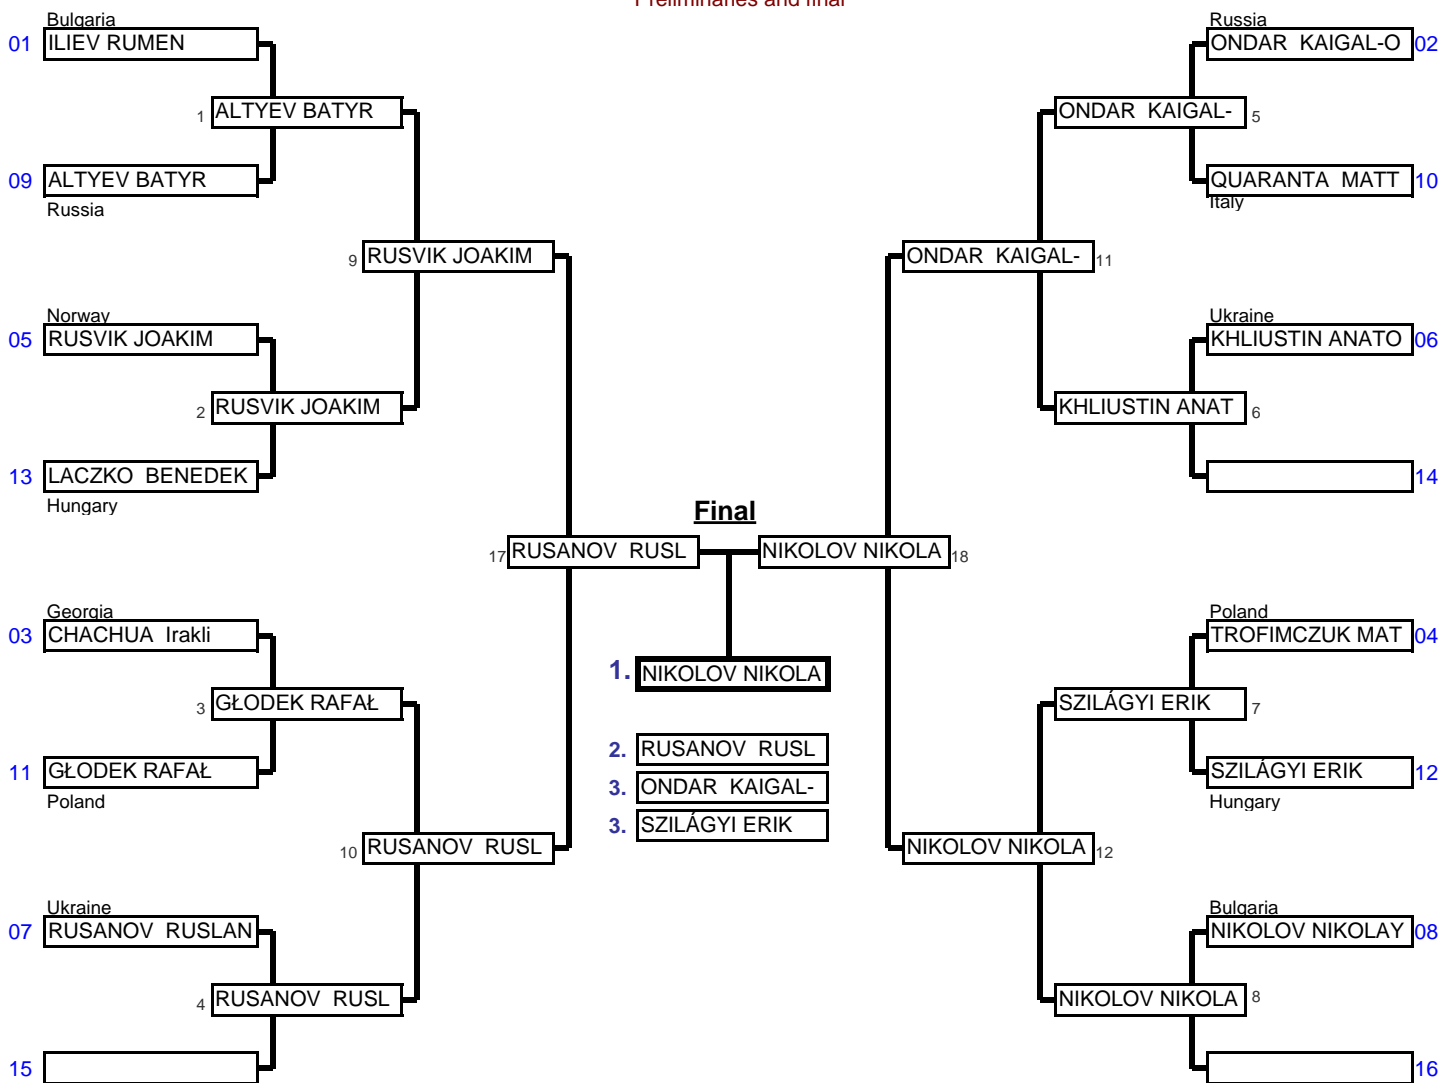 Preliminaries and final
Bulgaria
01 ILIEV RUMEN
1 ALTYEV BATYR
09 ALTYEV BATYR
Russia
9 RUSVIK JOAKIM
Norway
05 RUSVIK JOAKIM
2 RUSVIK JOAKIM
13 LACZKO BENEDEK
Hungary
17 RUSANOV RUSL
Georgia
03 CHACHUA Irakli
3 GŁODEK RAFAŁ
11 GŁODEK RAFAŁ
Poland
10 RUSANOV RUSL
Ukraine
07 RUSANOV RUSLAN
4 RUSANOV RUSL
15
Final
1. NIKOLOV NIKOLA
2. RUSANOV RUSL
3. ONDAR KAIGAL-
3. SZILÁGYI ERIK
Russia
ONDAR KAIGAL-O 02
ONDAR KAIGAL- 5
QUARANTA MATT 10
Italy
ONDAR KAIGAL- 11
Ukraine
KHLIUSTIN ANATO 06
KHLIUSTIN ANAT 6
14
NIKOLOV NIKOLA 18
Poland
TROFIMCZUK MAT 04
SZILÁGYI ERIK 7
SZILÁGYI ERIK 12
Hungary
NIKOLOV NIKOLA 12
Bulgaria
NIKOLOV NIKOLAY 08
NIKOLOV NIKOLA 8
16